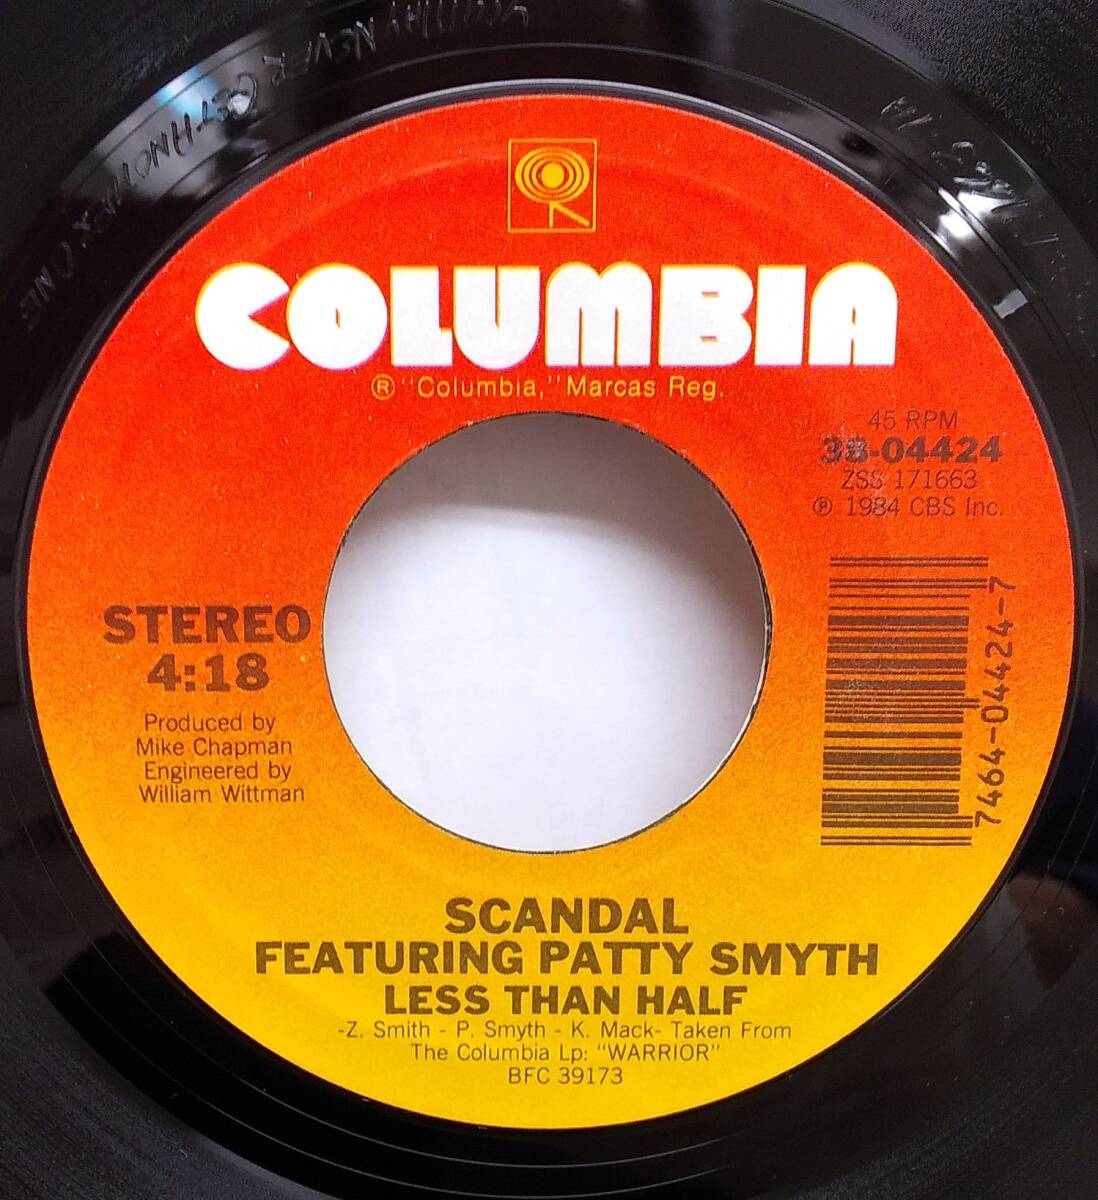 COLUMBIA
® "Columbia," Marcas Reg.
45 RPM
38-04424
ZSS 171663
℗ 1984 CBS Inc.
7464-04424-7
STEREO
4:18
Produced by
Mike Chapman
Engineered by
William Wittman
SCANDAL
FEATURING PATTY SMYTH
LESS THAN HALF
-Z. Smith - P. Smyth - K. Mack- Taken From
The Columbia Lp: "WARRIOR"
BFC 39173